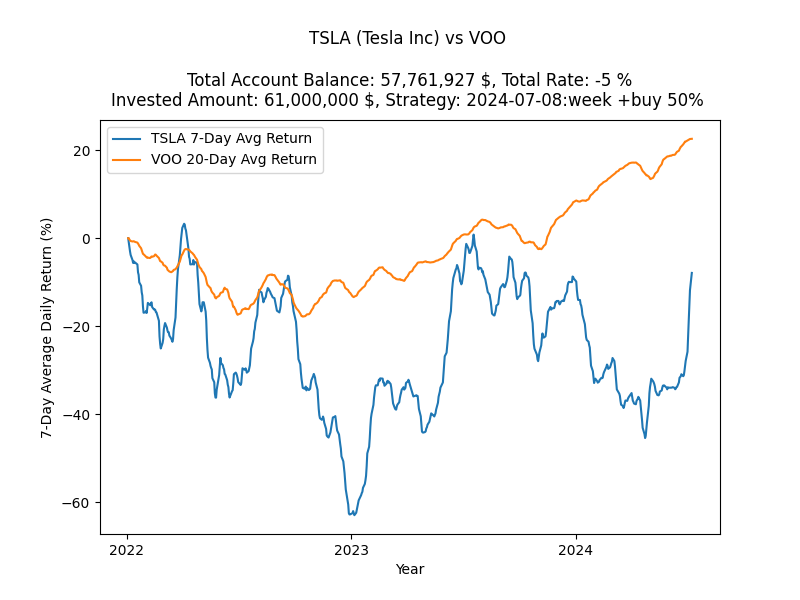 TSLA (Tesla Inc) vs VOO
Total Account Balance: 57,761,927 $, Total Rate: -5 %
Invested Amount: 61,000,000 $, Strategy: 2024-07-08:week +buy 50%
TSLA 7-Day Avg Return
VOO 20-Day Avg Return
7-Day Average Daily Return (%)
20
0
−20
−40
−60
2022
2023
2024
Year